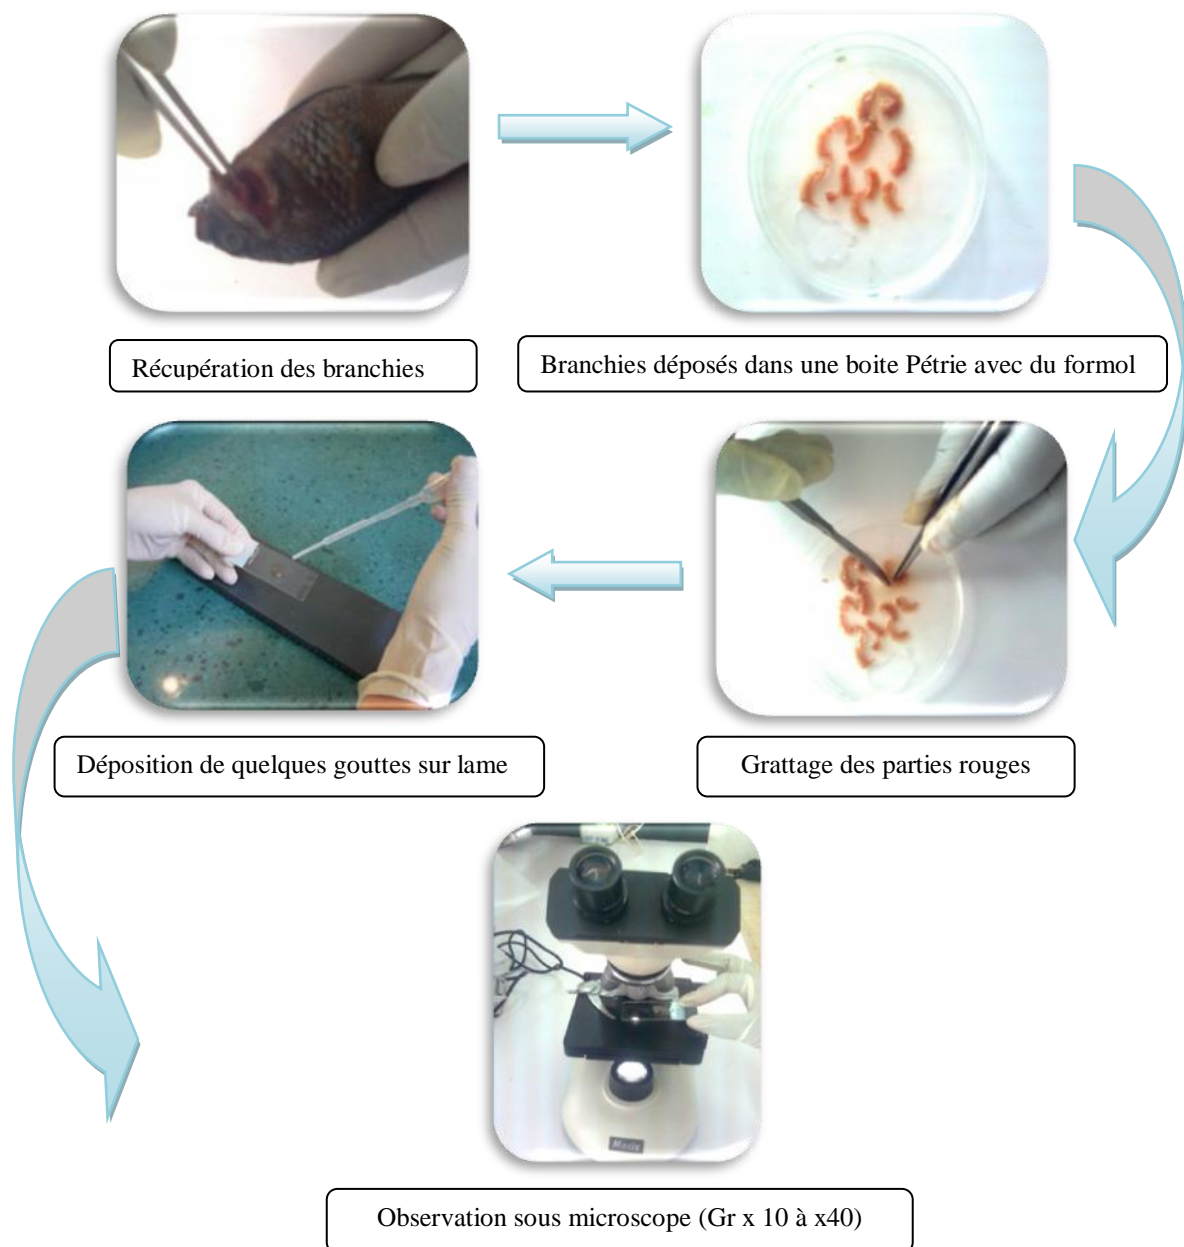 Récupération des branchies
Branchies déposés dans une boite Pétrie avec du formol
Déposition de quelques gouttes sur lame
Grattage des parties rouges
Observation sous microscope (Gr x 10 à x40)